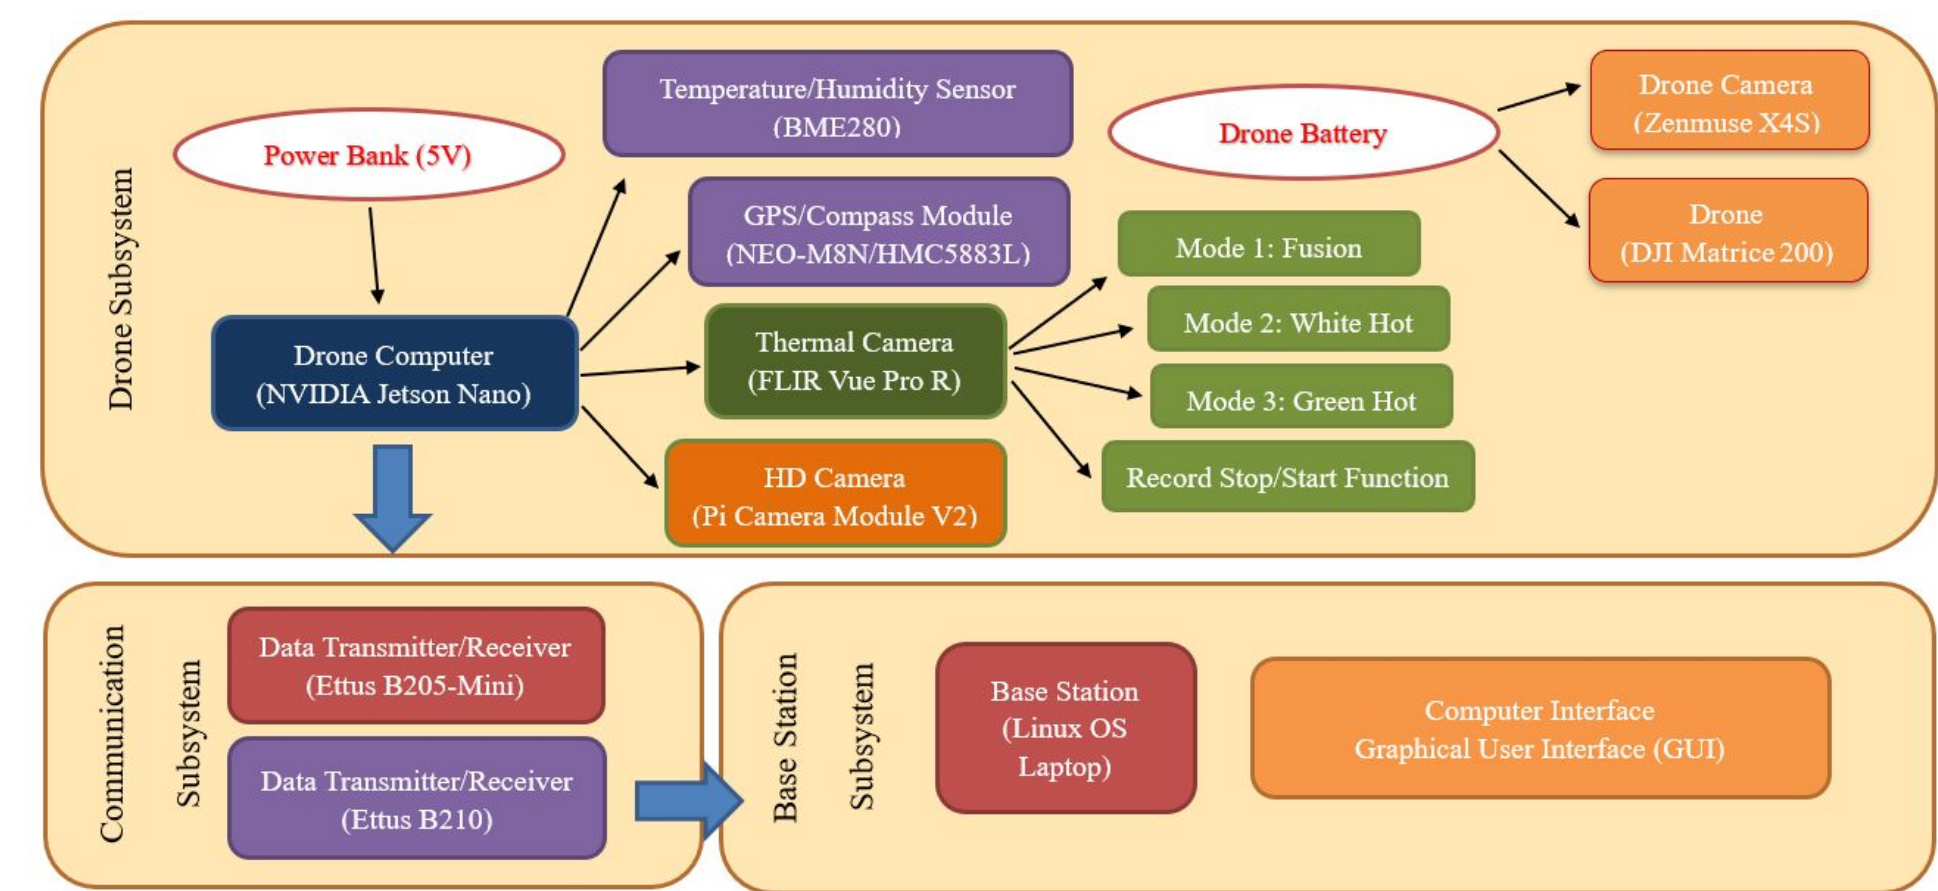 Drone Subsystem
Power Bank (5V)
Drone Computer
(NVIDIA Jetson Nano)
Temperature/Humidity Sensor
(BME280)
GPS/Compass Module
(NEO-M8N/HMC5883L)
Thermal Camera
(FLIR Vue Pro R)
HD Camera
(Pi Camera Module V2)
Drone Battery
Mode 1: Fusion
Mode 2: White Hot
Mode 3: Green Hot
Record Stop/Start Function
Drone Camera
(Zenmuse X4S)
Drone
(DJI Matrice 200)
Communication
Subsystem
Data Transmitter/Receiver
(Ettus B205-Mini)
Data Transmitter/Receiver
(Ettus B210)
Base Station
Subsystem
Base Station
(Linux OS
Laptop)
Computer Interface
Graphical User Interface (GUI)